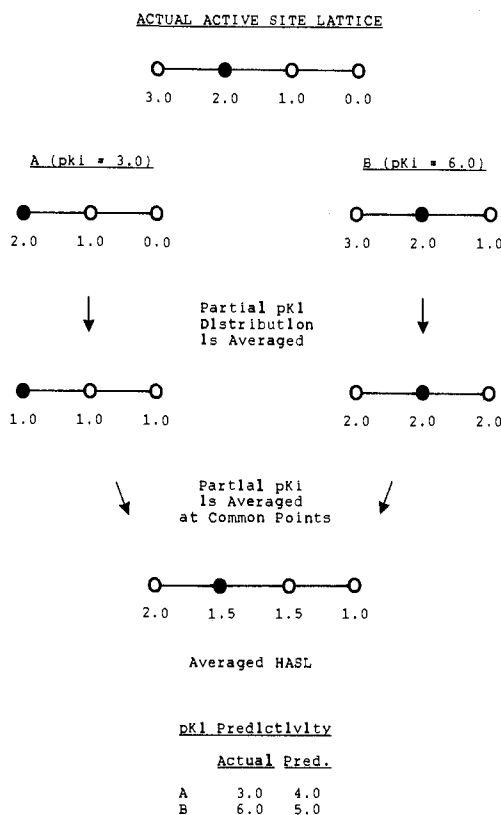 ACTUAL ACTIVE SITE LATTICE
3.0 2.0 1.0 0.0
A (pki = 3.0)
B (pKi = 6.0)
2.0 1.0 0.0
3.0 2.0 1.0
Partial pKi
Distribution
is Averaged
1.0 1.0 1.0
2.0 2.0 2.0
Partial pKi
is Averaged
at Common Points
2.0 1.5 1.5 1.0
Averaged HASL
pKi Predictivity
Actual Pred.
A 3.0 4.0
B 6.0 5.0